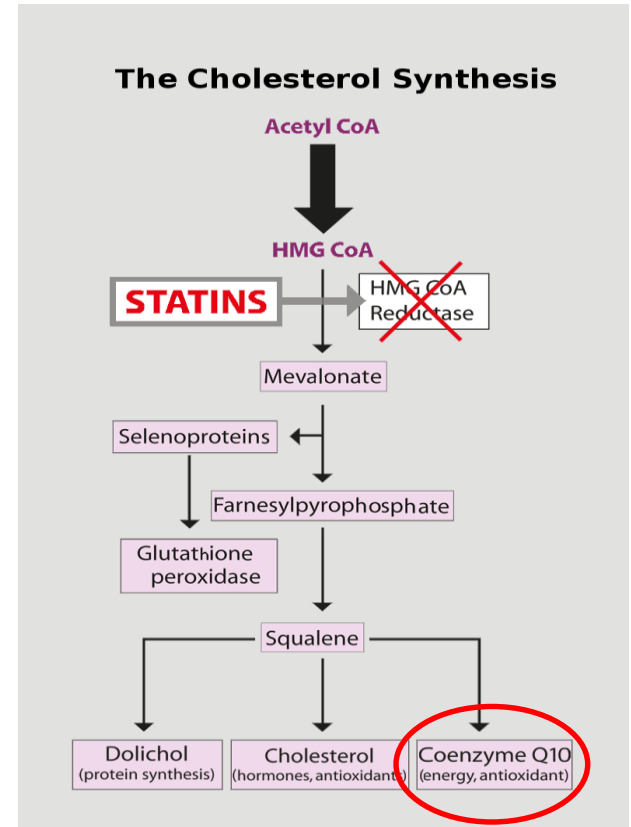 The Cholesterol Synthesis
Acetyl CoA
HMG CoA
STATINS
HMG CoA
Reductase
Mevalonate
Selenoproteins
Farnesylpyrophosphate
Glutathione
peroxidase
Squalene
Dolichol
(protein synthesis)
Cholesterol
(hormones, antioxidants)
Coenzyme Q10
(energy, antioxidant)